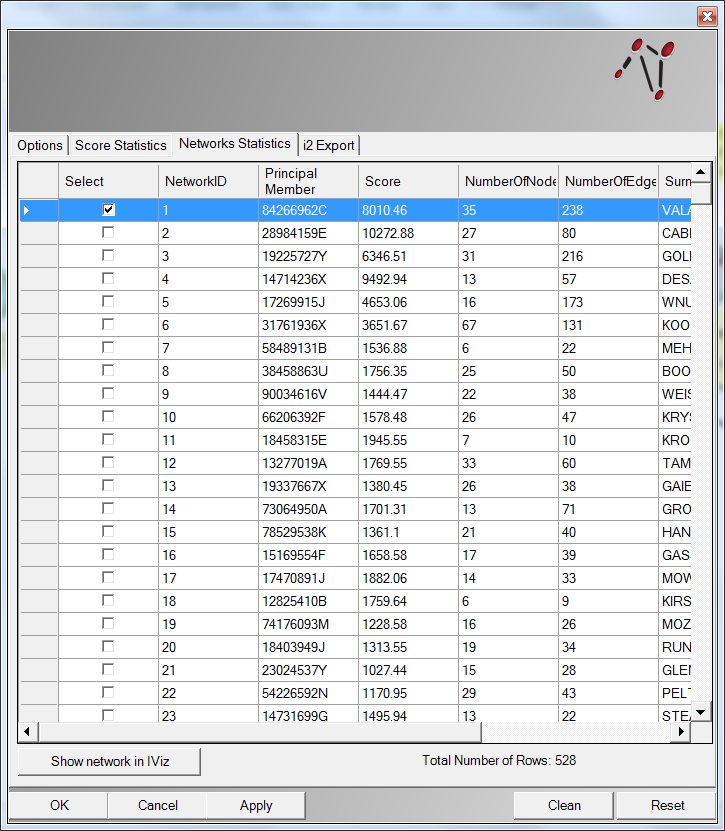 Options Score Statistics Networks Statistics i2 Export
Select NetworkID Principal Member Score NumberOfNode NumberOfEdge Surn
1 84266962C 8010.46 35 238 VALA
2 28984159E 10272.88 27 80 CABI
3 19225727Y 6346.51 31 216 GOLI
4 14714236X 9492.94 13 57 DES
5 17269915J 4653.06 16 173 WNU
6 31761936X 3651.67 67 131 KOO
7 58489131B 1536.88 6 22 MEH
8 38458863U 1756.35 25 50 BOO
9 90034616V 1444.47 22 38 WEIS
10 66206392F 1578.48 26 47 KRY
11 18458315E 1945.55 7 10 KRO
12 13277019A 1769.55 33 60 TAM
13 19337667X 1380.45 26 38 GAIE
14 73064950A 1701.31 13 71 GRO
15 78529538K 1361.1 21 40 HAN
16 15169554F 1658.58 17 39 GAS
17 17470891J 1882.06 14 33 MOW
18 12825410B 1759.64 6 9 KIRS
19 74176093M 1228.58 16 26 MOZ
20 18403949J 1313.55 19 34 RUN
21 23024537Y 1027.44 15 28 GLEN
22 54226592N 1170.95 29 43 PELT
23 14731699G 1495.94 13 22 STEA
Show network in IViz Total Number of Rows: 528
OK Cancel Apply Clean Reset